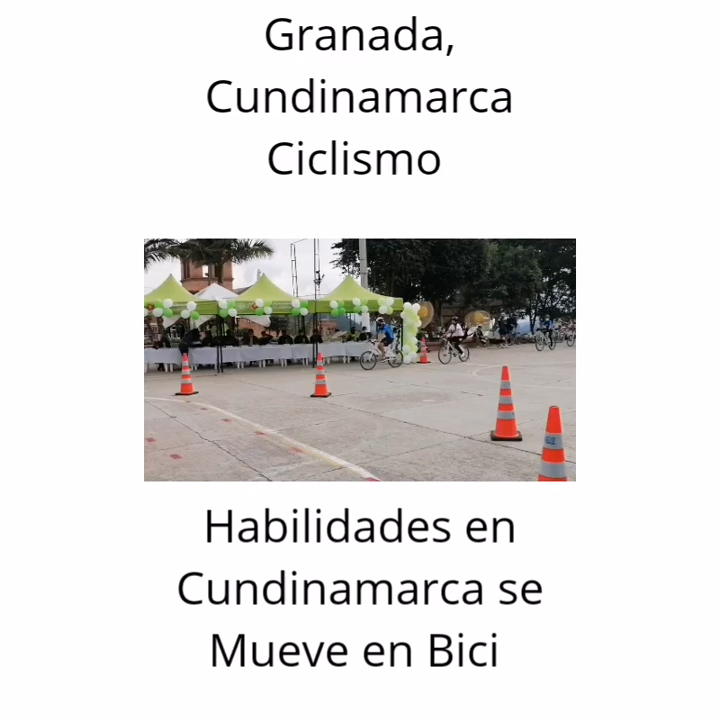 Granada,
Cundinamarca
Ciclismo
Habilidades en
Cundinamarca se
Mueve en Bici